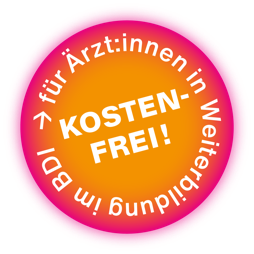 → für Ärzt:innen in Weiterbildung im BDI
KOSTEN-
FREI!